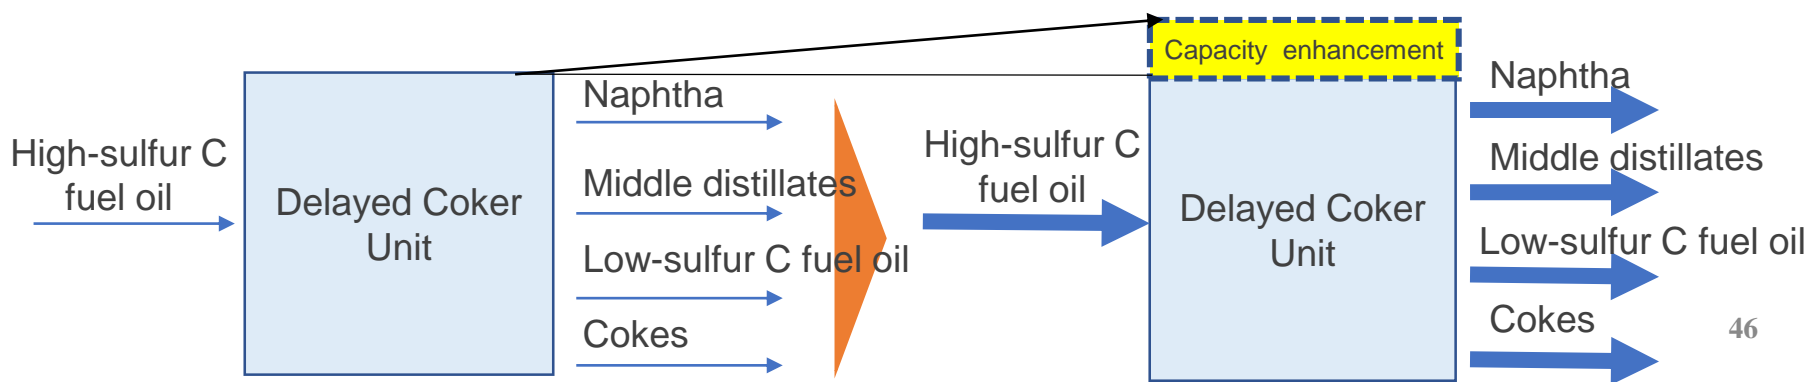 High-sulfur C
fuel oil
Delayed Coker
Unit
Naphtha
Middle distillates
Low-sulfur C fuel oil
Cokes
High-sulfur C
fuel oil
Capacity enhancement
Delayed Coker
Unit
Naphtha
Middle distillates
Low-sulfur C fuel oil
Cokes
46